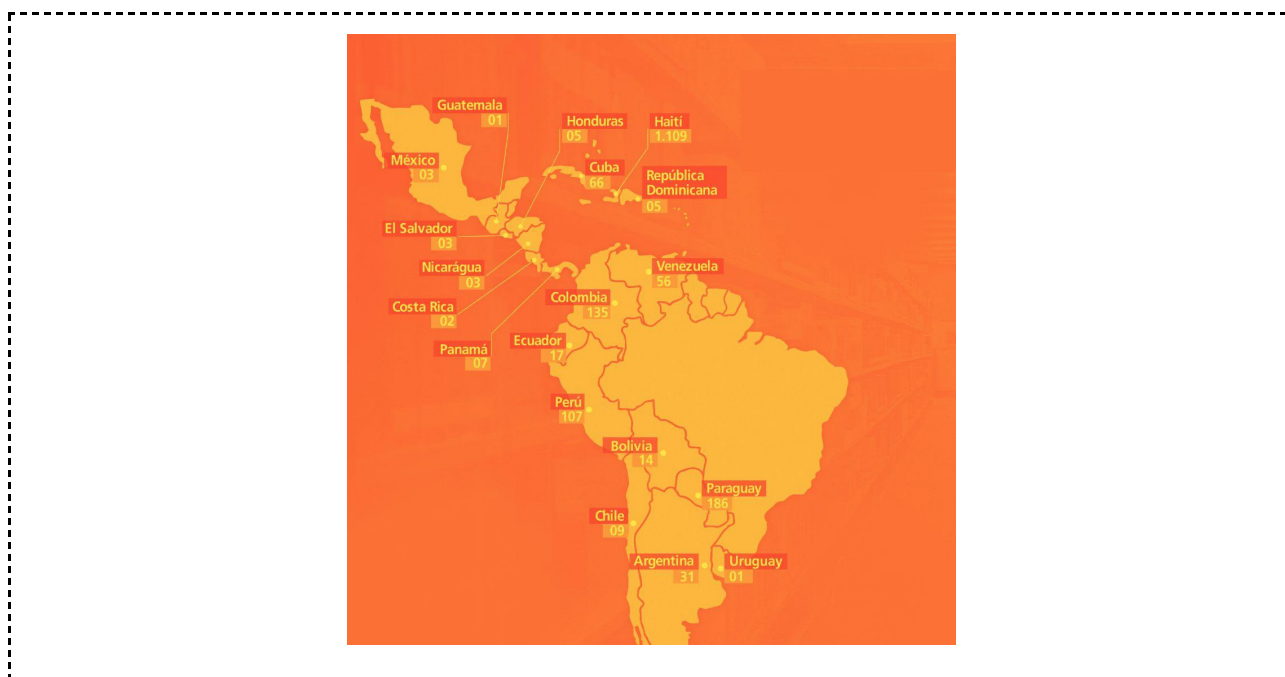 Guatemala
01
Honduras
05
Haití
1.109
México
03
Cuba
66
República
Dominicana
05
El Salvador
03
Nicarágua
03
Venezuela
56
Costa Rica
02
Colombia
135
Panamá
07
Ecuador
17
Perú
107
Bolivia
14
Paraguay
186
Chile
09
Argentina
31
Uruguay
01